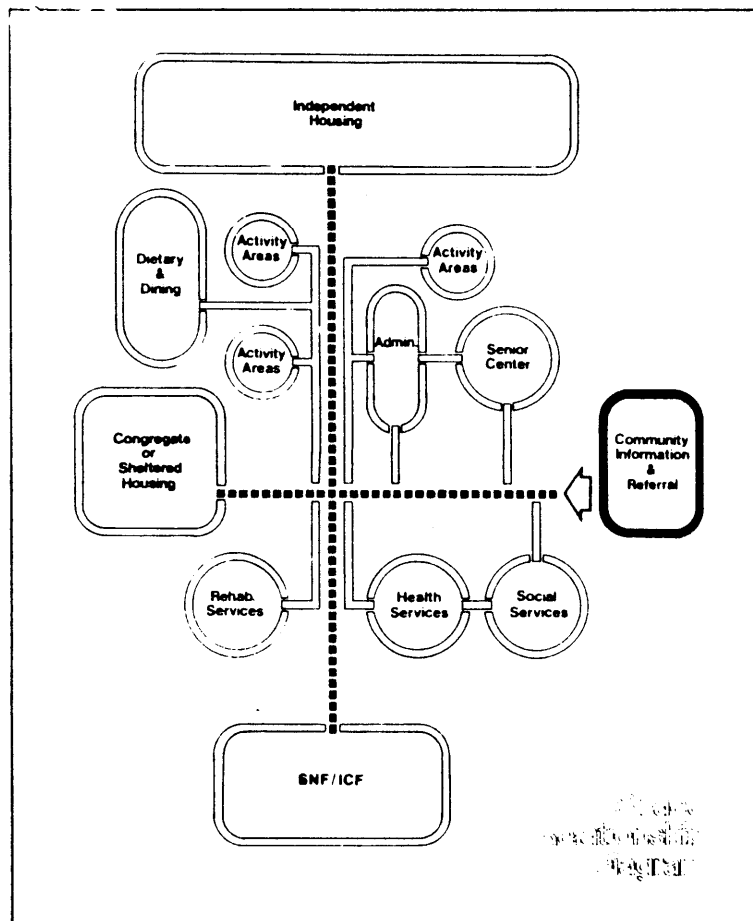 Independent
Housing
Dietary
&
Dining
Activity
Areas
Activity
Areas
Activity
Areas
Admin.
Senior
Center
Congregate
or
Sheltered
Housing
Community
Information
&
Referral
Rehab.
Services
Health
Services
Social
Services
SNF/ICF